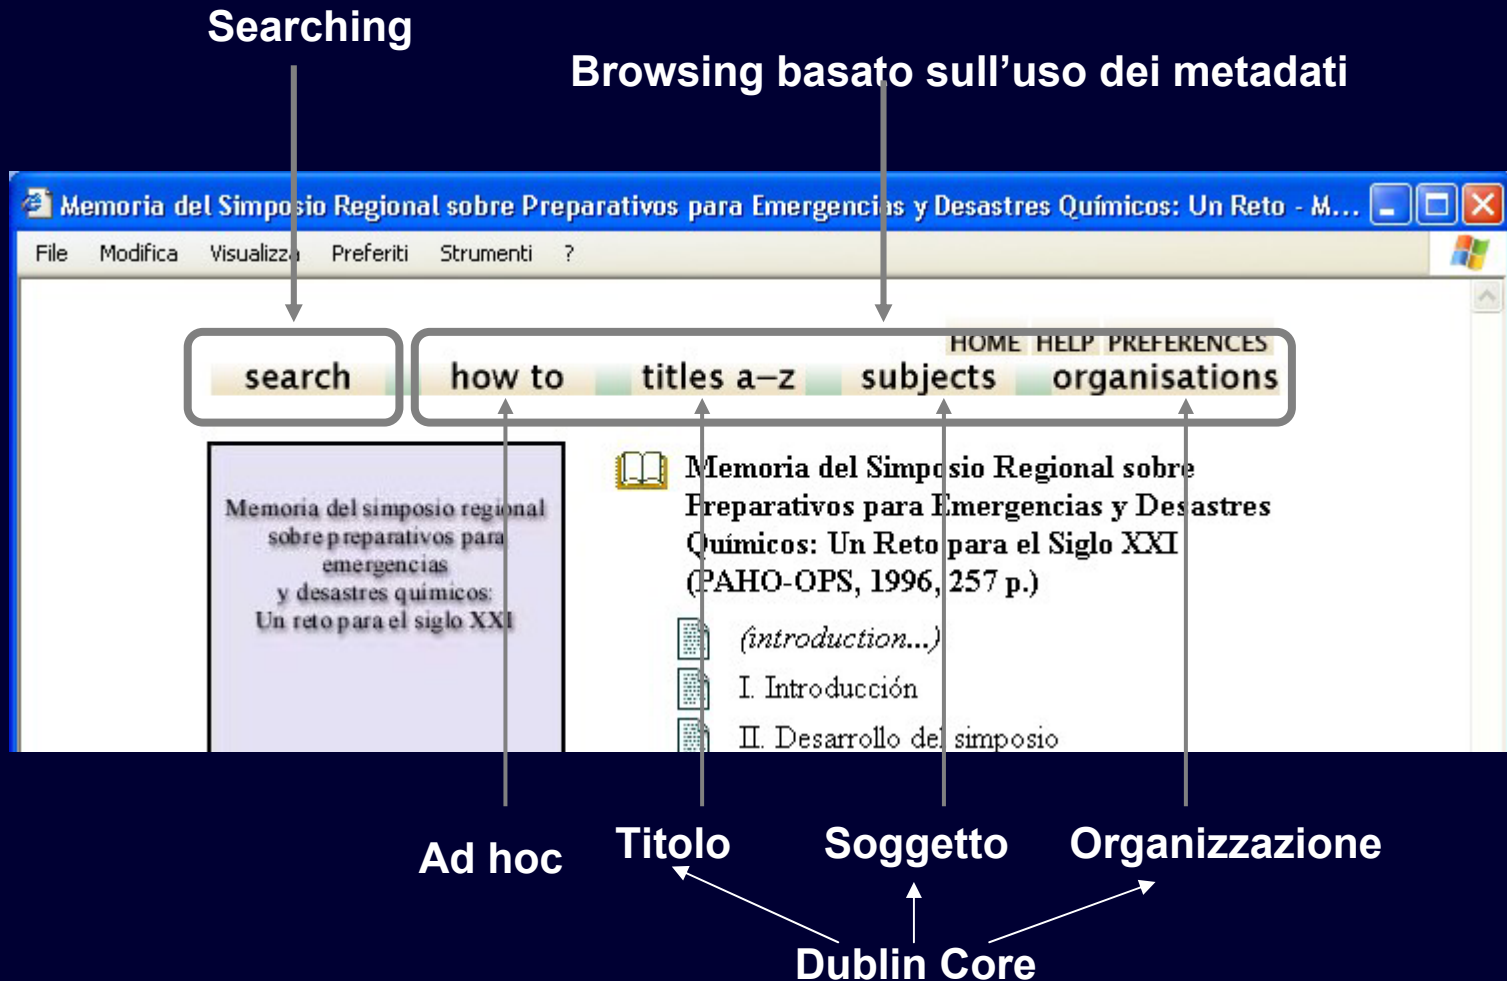 Searching
Browsing basato sull’uso dei metadati
Memoria del Simposio Regional sobre Preparativos para Emergencias y Desastres Químicos: Un Reto - M...
File Modifica Visualizza Preferiti Strumenti ?
HOME HELP PREFERENCES
search how to titles a–z subjects organisations
Memoria del simposio regional
sobre preparativos para
emergencias
y desastres químicos:
Un reto para el siglo XXI
Memoria del Simposio Regional sobre
Preparativos para Emergencias y Desastres
Químicos: Un Reto para el Siglo XXI
(PAHO-OPS, 1996, 257 p.)
(introduction...)
I. Introducción
II. Desarrollo del simposio
Ad hoc Titolo Soggetto Organizzazione
Dublin Core